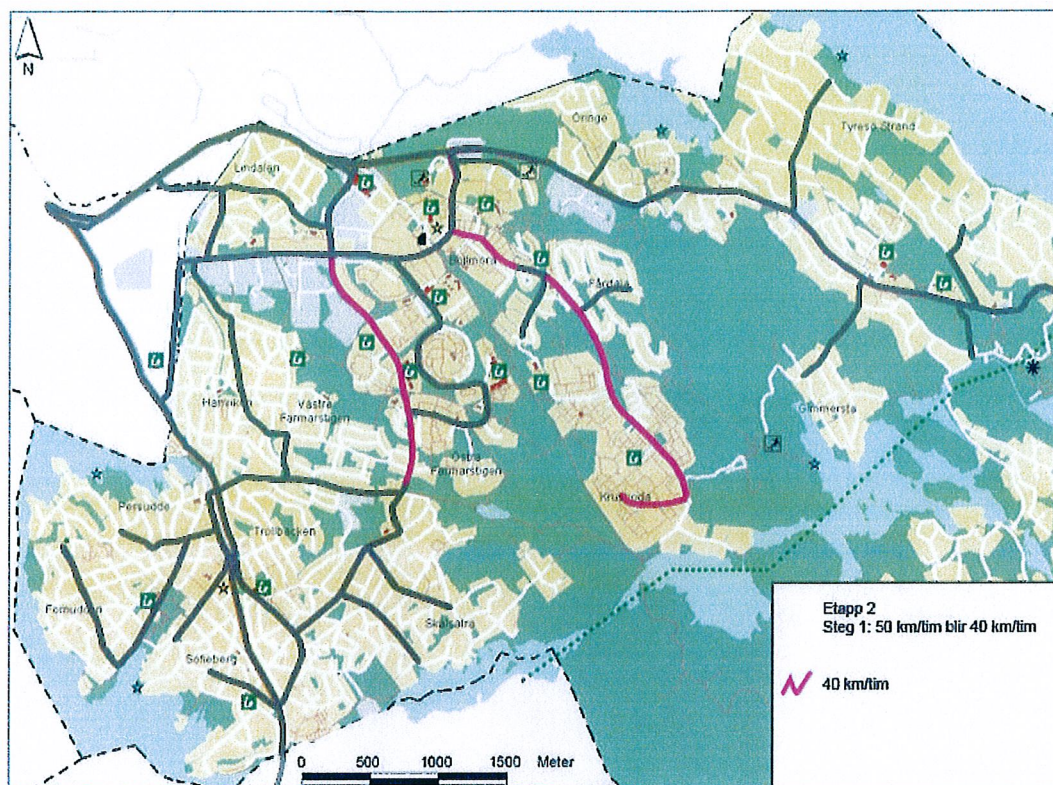 N
Öringe
Tyresö Strand
Lindalen
Bollmora
Fårdala
Hanviken
Västra
Farmarstigen
Östra
Farmarstigen
Gimmersta
Krusboda
Persudde
Trollbäcken
Fornudden
Skälsätra
Sofieberg
Etapp 2
Steg 1: 50 km/tim blir 40 km/tim
40 km/tim
0 500 1000 1500 Meter